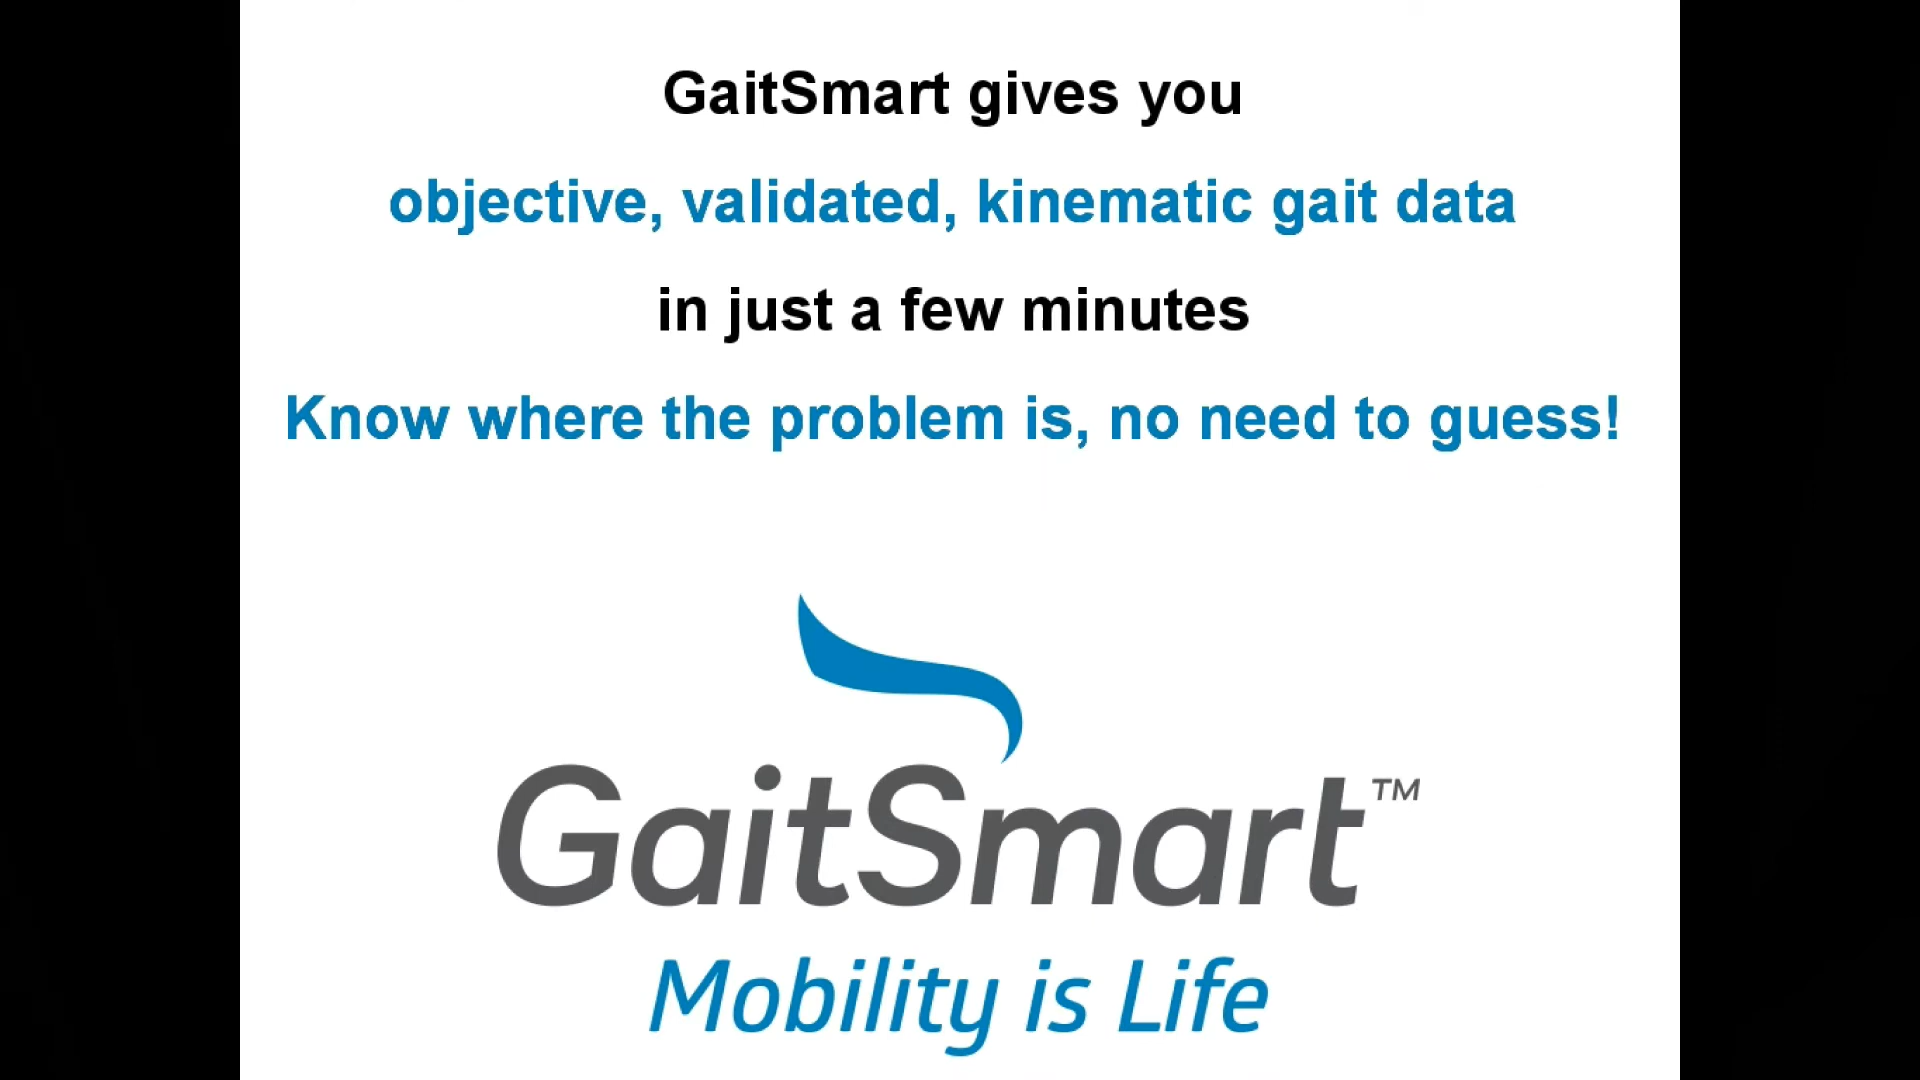 GaitSmart gives you
objective, validated, kinematic gait data
in just a few minutes
Know where the problem is, no need to guess!
GaitSmart™
Mobility is Life